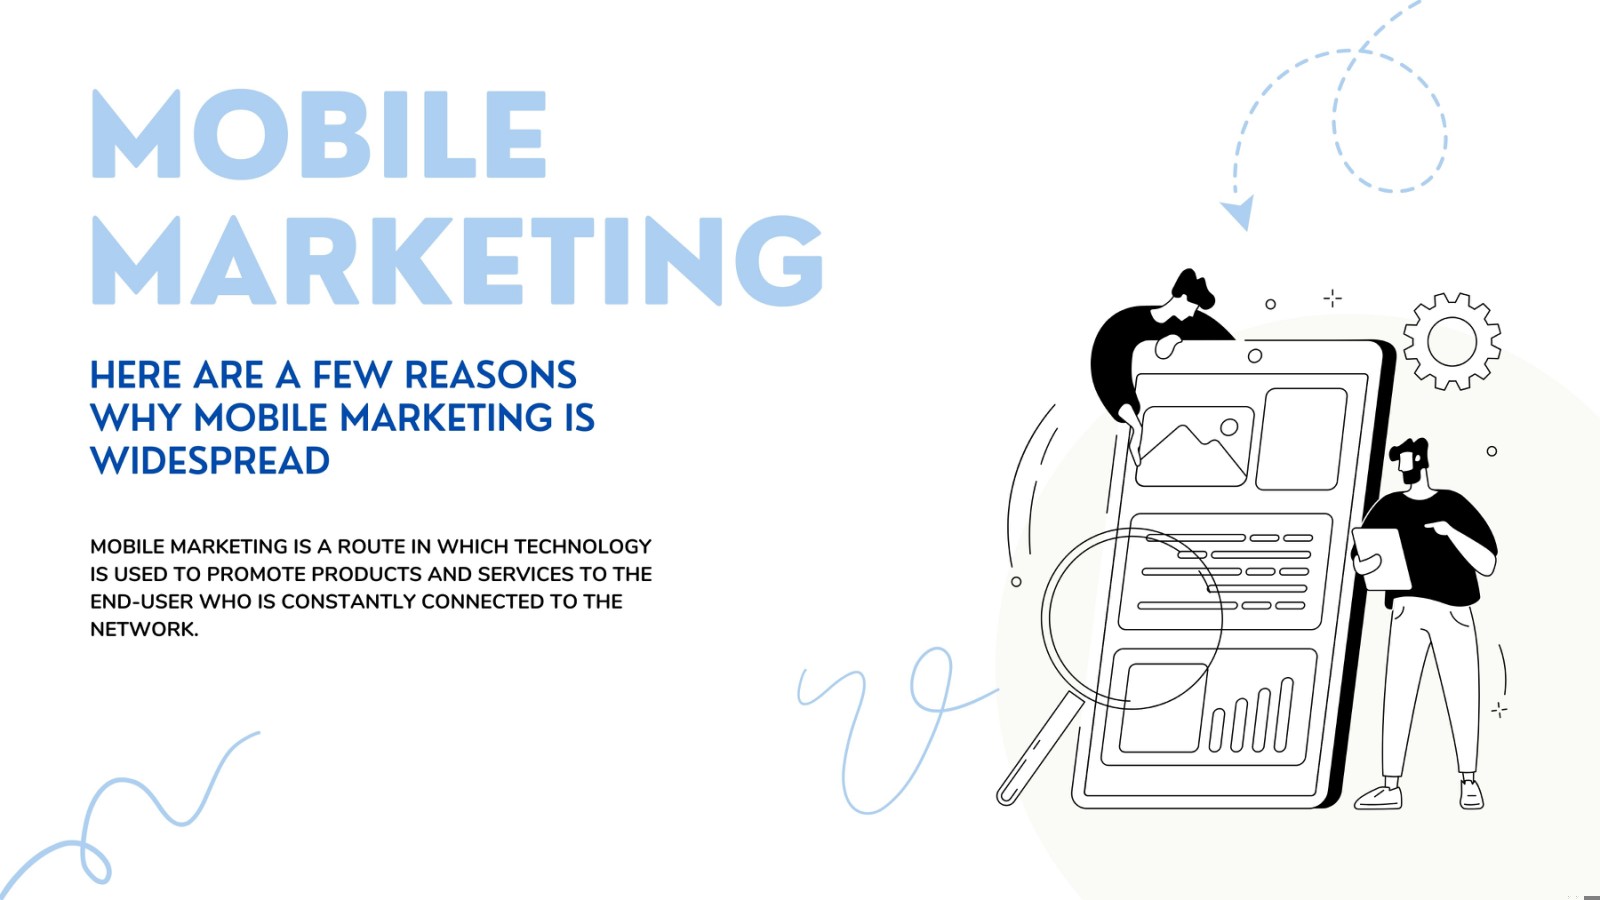 MOBILE
MARKETING
HERE ARE A FEW REASONS
WHY MOBILE MARKETING IS
WIDESPREAD
MOBILE MARKETING IS A ROUTE IN WHICH TECHNOLOGY
IS USED TO PROMOTE PRODUCTS AND SERVICES TO THE
END-USER WHO IS CONSTANTLY CONNECTED TO THE
NETWORK.